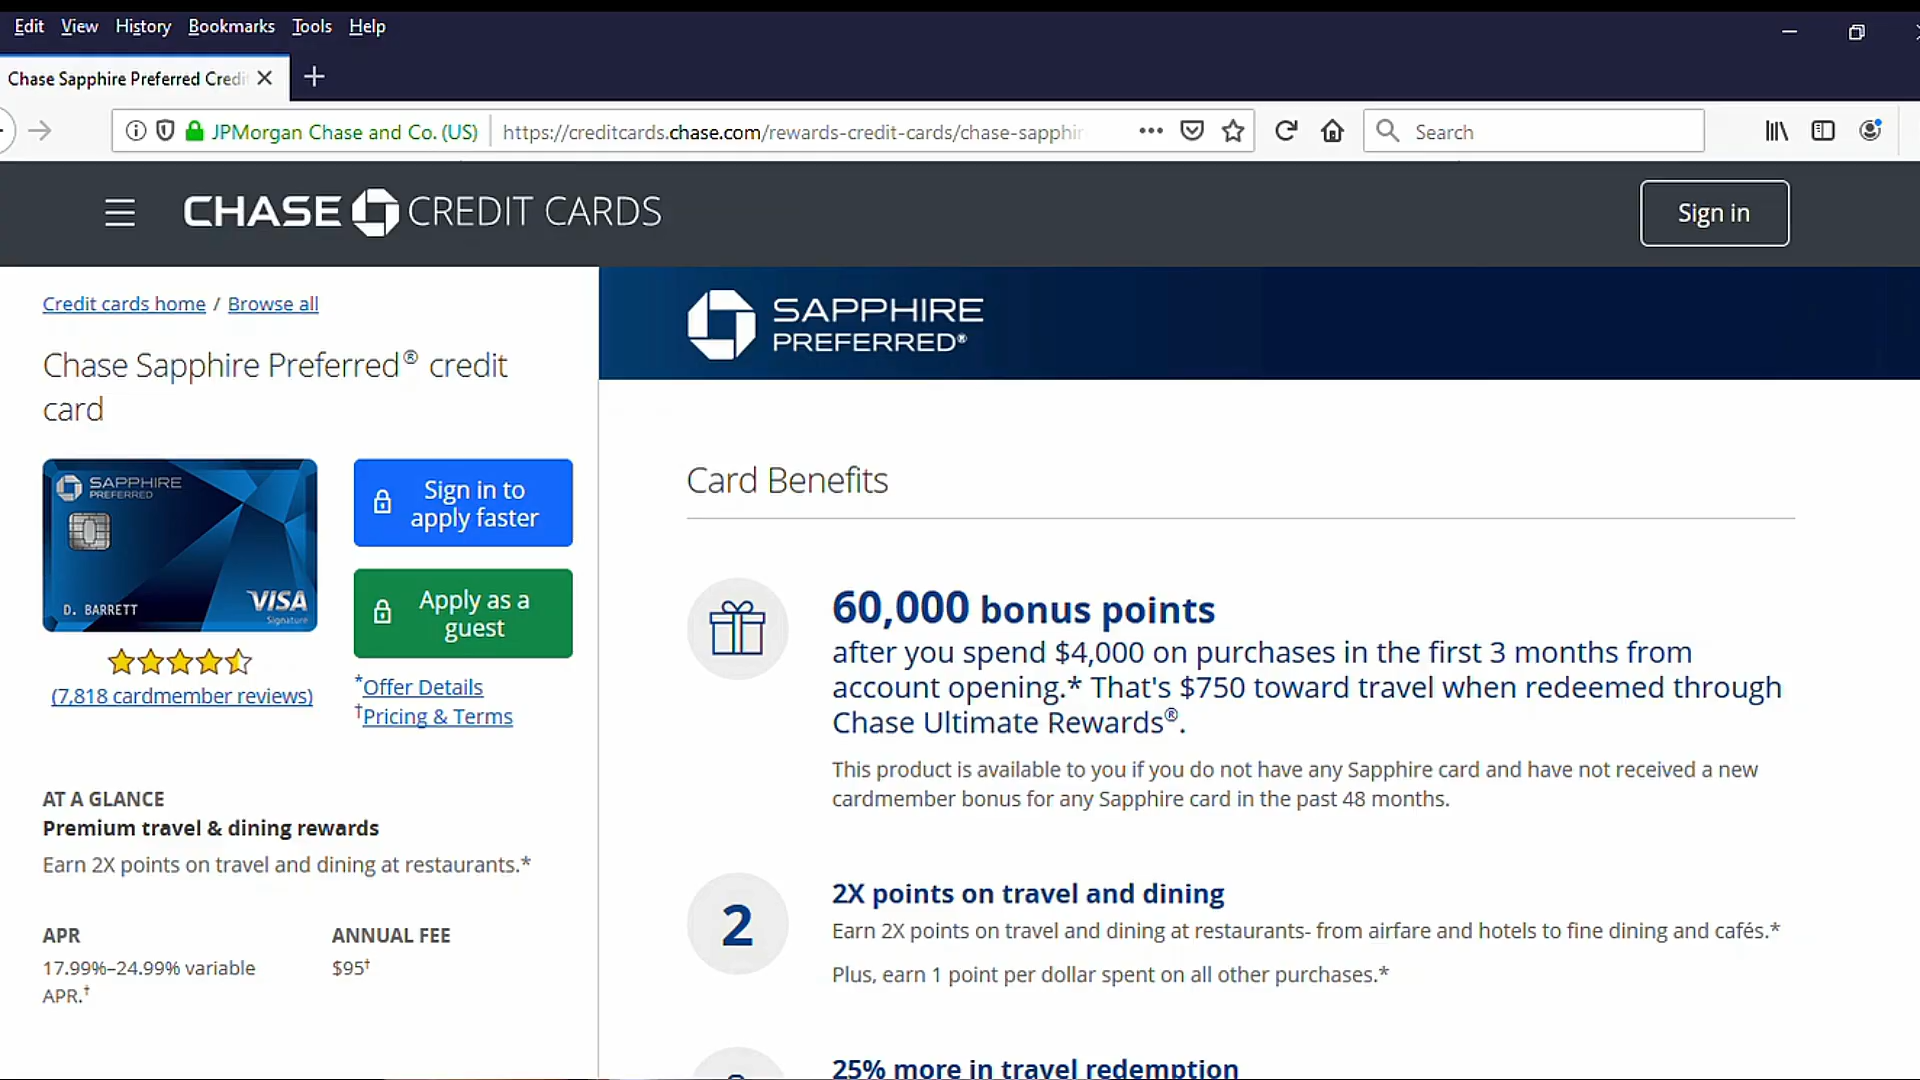 Edit View History Bookmarks Tools Help
Chase Sapphire Preferred Credi
JPMorgan Chase and Co. (US) https://creditcards.chase.com/rewards-credit-cards/chase-sapphir Search
CHASE CREDIT CARDS
Sign in
Credit cards home / Browse all
Chase Sapphire Preferred® credit
card
SAPPHIRE
PREFERRED
D. BARRETT
VISA
Signature
Sign in to
apply faster
Apply as a
guest
(7,818 cardmember reviews)
*Offer Details
†Pricing & Terms
AT A GLANCE
Premium travel & dining rewards
Earn 2X points on travel and dining at restaurants.*
APR
17.99%–24.99% variable
APR.†
ANNUAL FEE
$95†
SAPPHIRE
PREFERRED®
Card Benefits
60,000 bonus points
after you spend $4,000 on purchases in the first 3 months from
account opening.* That's $750 toward travel when redeemed through
Chase Ultimate Rewards®.
This product is available to you if you do not have any Sapphire card and have not received a new
cardmember bonus for any Sapphire card in the past 48 months.
2
2X points on travel and dining
Earn 2X points on travel and dining at restaurants- from airfare and hotels to fine dining and cafés.*
Plus, earn 1 point per dollar spent on all other purchases.*
25% more in travel redemption